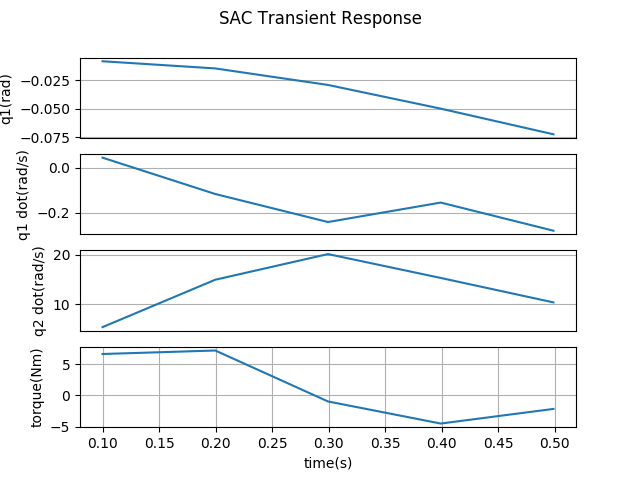 SAC Transient Response
q1(rad)
−0.025
−0.050
−0.075
q1 dot(rad/s)
0.0
−0.2
q2 dot(rad/s)
20
10
torque(Nm)
5
0
−5
0.10 0.15 0.20 0.25 0.30 0.35 0.40 0.45 0.50
time(s)